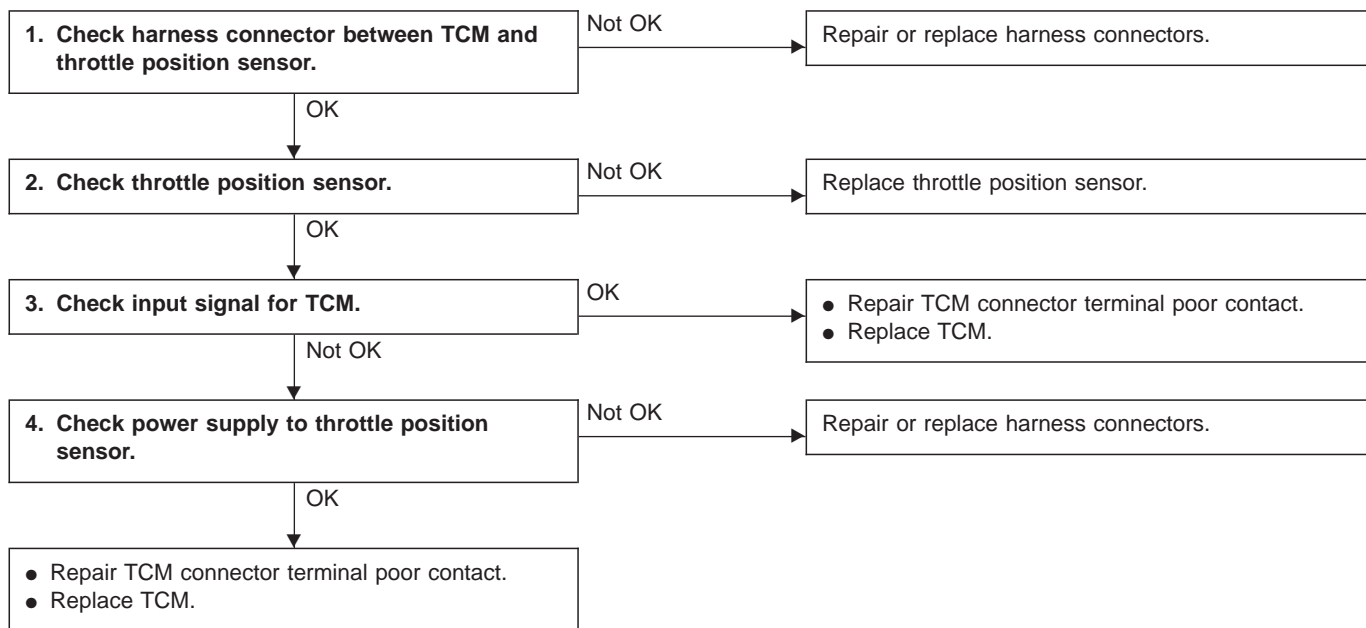 1. Check harness connector between TCM and
throttle position sensor.
Not OK
Repair or replace harness connectors.
OK
2. Check throttle position sensor.
Not OK
Replace throttle position sensor.
OK
3. Check input signal for TCM.
OK
● Repair TCM connector terminal poor contact.
● Replace TCM.
Not OK
4. Check power supply to throttle position
sensor.
Not OK
Repair or replace harness connectors.
OK
● Repair TCM connector terminal poor contact.
● Replace TCM.